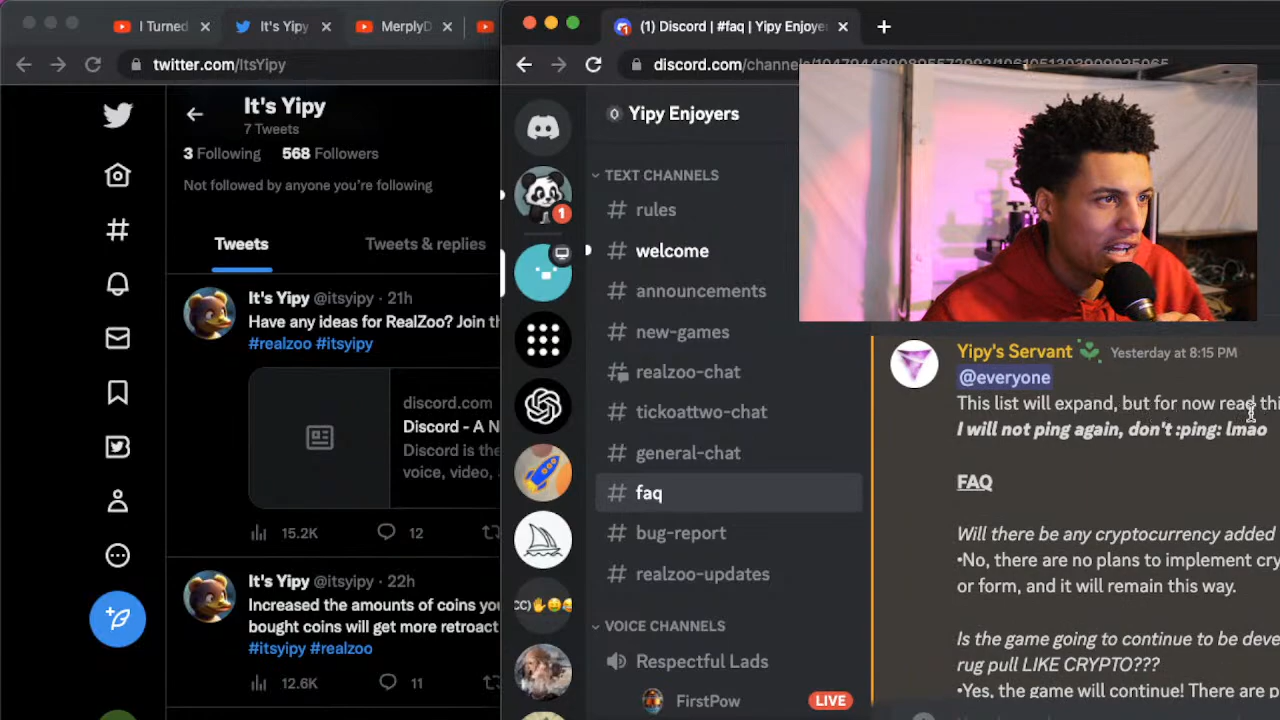 I Turned
It's Yipy
MerplyD
(1) Discord | #faq | Yipy Enjoye
twitter.com/ItsYipy
It's Yipy
7 Tweets
3 Following 568 Followers
Not followed by anyone you're following
Tweets Tweets & replies
It's Yipy @itsyipy · 21h
Have any ideas for RealZoo? Join th
#realzoo #itsyipy
discord.com
Discord - A N
Discord is the
voice, video,
15.2K 12
It's Yipy @itsyipy · 22h
Increased the amounts of coins you
bought coins will get more retroact
#itsyipy #realzoo
12.6K 11
1
Yipy Enjoyers
TEXT CHANNELS
# rules
# welcome
# announcements
# new-games
# realzoo-chat
# tickoattwo-chat
# general-chat
# faq
# bug-report
# realzoo-updates
VOICE CHANNELS
Respectful Lads
FirstPow LIVE
Yipy's Servant Yesterday at 8:15 PM
@everyone
This list will expand, but for now read thi
I will not ping again, don't :ping: lmao
FAQ
Will there be any cryptocurrency added
•No, there are no plans to implement cry
or form, and it will remain this way.
Is the game going to continue to be deve
rug pull LIKE CRYPTO???
•Yes, the game will continue! There are p